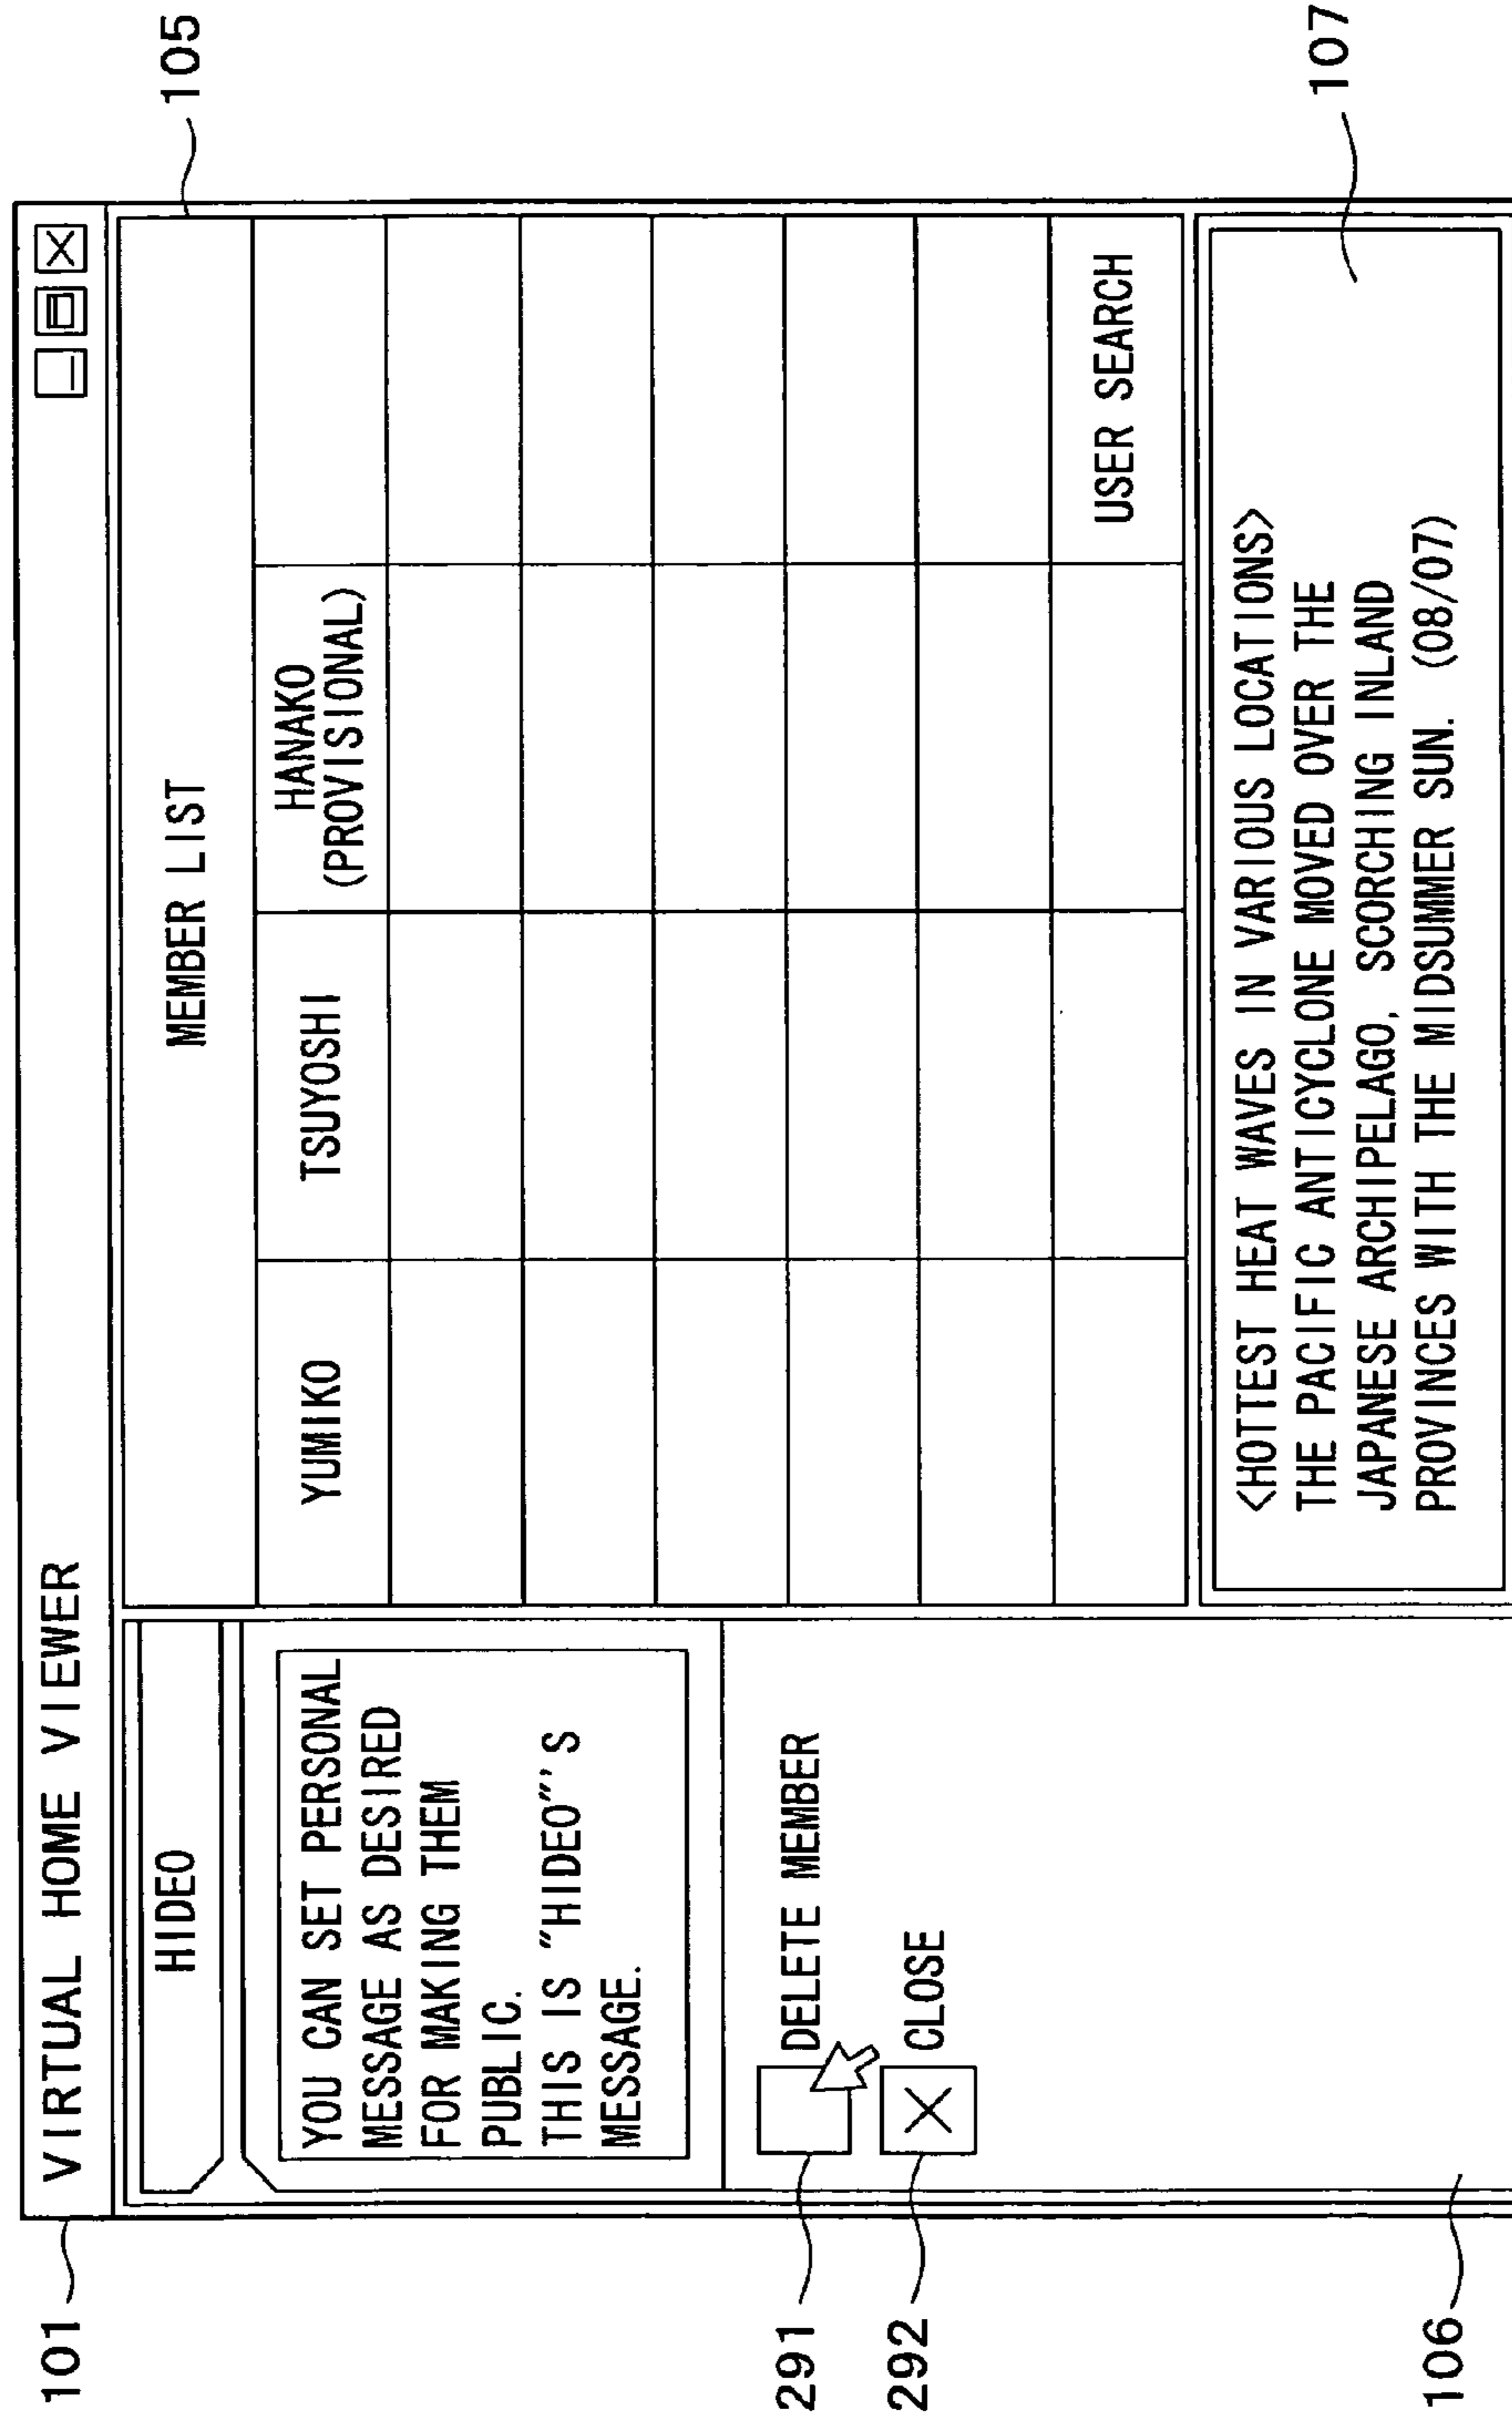 VIRTUAL HOME VIEWER
101
HIDEO
YOU CAN SET PERSONAL
MESSAGE AS DESIRED
FOR MAKING THEM
PUBLIC.
THIS IS "HIDEO"'S
MESSAGE.
291
DELETE MEMBER
292
CLOSE
106
105
MEMBER LIST
YUMIKO
TSUYOSHI
HANAKO
(PROVISIONAL)
USER SEARCH
<HOTTEST HEAT WAVES IN VARIOUS LOCATIONS>
THE PACIFIC ANTICYCLONE MOVED OVER THE
JAPANESE ARCHIPELAGO, SCORCHING INLAND
PROVINCES WITH THE MIDSUMMER SUN. (08/07)
107